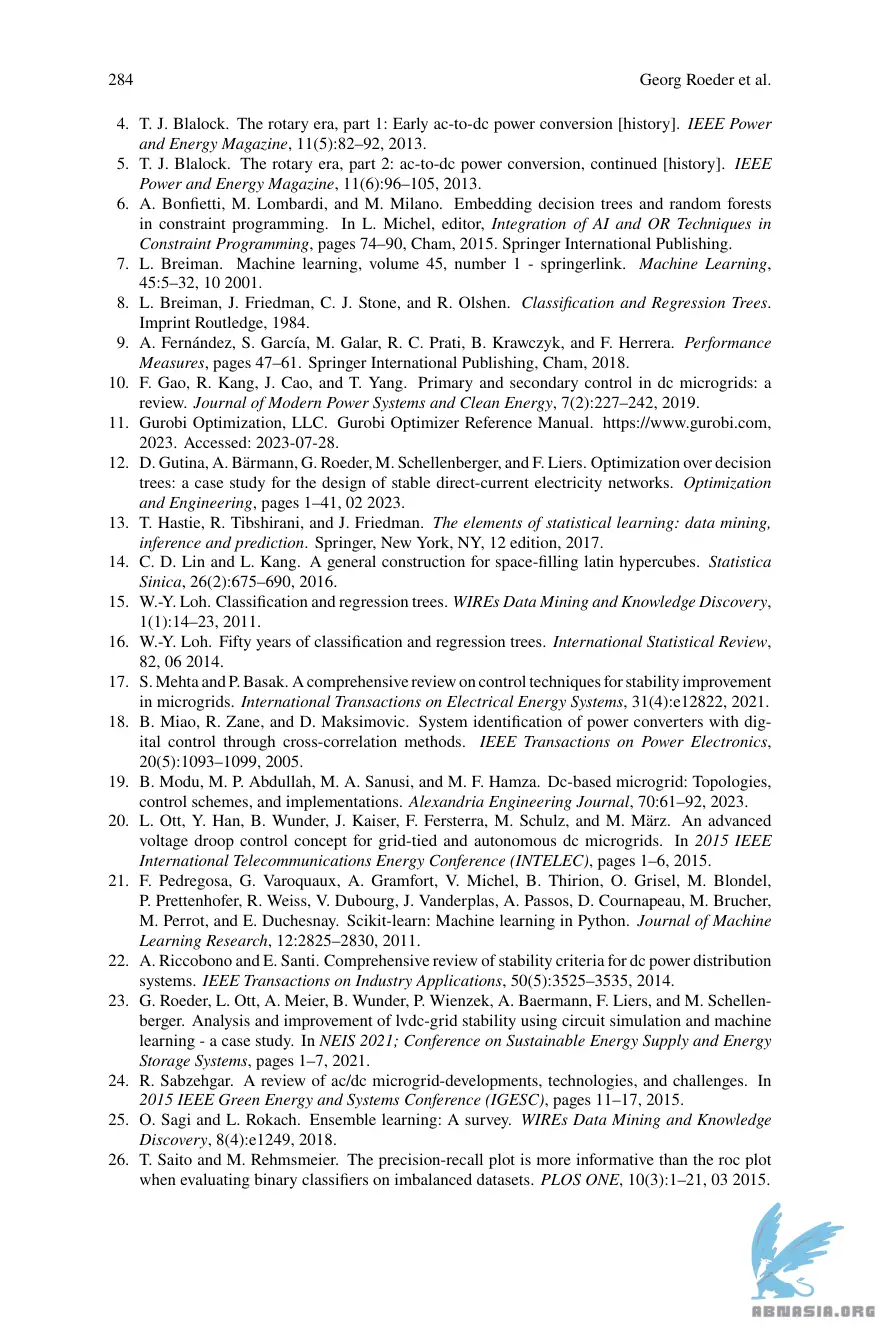 284 Georg Roeder et al.
4. T. J. Blalock. The rotary era, part 1: Early ac-to-dc power conversion [history]. IEEE Power
and Energy Magazine, 11(5):82–92, 2013.
5. T. J. Blalock. The rotary era, part 2: ac-to-dc power conversion, continued [history]. IEEE
Power and Energy Magazine, 11(6):96–105, 2013.
6. A. Bonfietti, M. Lombardi, and M. Milano. Embedding decision trees and random forests
in constraint programming. In L. Michel, editor, Integration of AI and OR Techniques in
Constraint Programming, pages 74–90, Cham, 2015. Springer International Publishing.
7. L. Breiman. Machine learning, volume 45, number 1 - springerlink. Machine Learning,
45:5–32, 10 2001.
8. L. Breiman, J. Friedman, C. J. Stone, and R. Olshen. Classification and Regression Trees.
Imprint Routledge, 1984.
9. A. Fernández, S. García, M. Galar, R. C. Prati, B. Krawczyk, and F. Herrera. Performance
Measures, pages 47–61. Springer International Publishing, Cham, 2018.
10. F. Gao, R. Kang, J. Cao, and T. Yang. Primary and secondary control in dc microgrids: a
review. Journal of Modern Power Systems and Clean Energy, 7(2):227–242, 2019.
11. Gurobi Optimization, LLC. Gurobi Optimizer Reference Manual. https://www.gurobi.com,
2023. Accessed: 2023-07-28.
12. D. Gutina, A. Bärmann, G. Roeder, M. Schellenberger, and F. Liers. Optimization over decision
trees: a case study for the design of stable direct-current electricity networks. Optimization
and Engineering, pages 1–41, 02 2023.
13. T. Hastie, R. Tibshirani, and J. Friedman. The elements of statistical learning: data mining,
inference and prediction. Springer, New York, NY, 12 edition, 2017.
14. C. D. Lin and L. Kang. A general construction for space-filling latin hypercubes. Statistica
Sinica, 26(2):675–690, 2016.
15. W.-Y. Loh. Classification and regression trees. WIREs Data Mining and Knowledge Discovery,
1(1):14–23, 2011.
16. W.-Y. Loh. Fifty years of classification and regression trees. International Statistical Review,
82, 06 2014.
17. S. Mehta and P. Basak. A comprehensive review on control techniques for stability improvement
in microgrids. International Transactions on Electrical Energy Systems, 31(4):e12822, 2021.
18. B. Miao, R. Zane, and D. Maksimovic. System identification of power converters with dig-
ital control through cross-correlation methods. IEEE Transactions on Power Electronics,
20(5):1093–1099, 2005.
19. B. Modu, M. P. Abdullah, M. A. Sanusi, and M. F. Hamza. Dc-based microgrid: Topologies,
control schemes, and implementations. Alexandria Engineering Journal, 70:61–92, 2023.
20. L. Ott, Y. Han, B. Wunder, J. Kaiser, F. Fersterra, M. Schulz, and M. März. An advanced
voltage droop control concept for grid-tied and autonomous dc microgrids. In 2015 IEEE
International Telecommunications Energy Conference (INTELEC), pages 1–6, 2015.
21. F. Pedregosa, G. Varoquaux, A. Gramfort, V. Michel, B. Thirion, O. Grisel, M. Blondel,
P. Prettenhofer, R. Weiss, V. Dubourg, J. Vanderplas, A. Passos, D. Cournapeau, M. Brucher,
M. Perrot, and E. Duchesnay. Scikit-learn: Machine learning in Python. Journal of Machine
Learning Research, 12:2825–2830, 2011.
22. A. Riccobono and E. Santi. Comprehensive review of stability criteria for dc power distribution
systems. IEEE Transactions on Industry Applications, 50(5):3525–3535, 2014.
23. G. Roeder, L. Ott, A. Meier, B. Wunder, P. Wienzek, A. Baermann, F. Liers, and M. Schellen-
berger. Analysis and improvement of lvdc-grid stability using circuit simulation and machine
learning - a case study. In NEIS 2021; Conference on Sustainable Energy Supply and Energy
Storage Systems, pages 1–7, 2021.
24. R. Sabzehgar. A review of ac/dc microgrid-developments, technologies, and challenges. In
2015 IEEE Green Energy and Systems Conference (IGESC), pages 11–17, 2015.
25. O. Sagi and L. Rokach. Ensemble learning: A survey. WIREs Data Mining and Knowledge
Discovery, 8(4):e1249, 2018.
26. T. Saito and M. Rehmsmeier. The precision-recall plot is more informative than the roc plot
when evaluating binary classifiers on imbalanced datasets. PLOS ONE, 10(3):1–21, 03 2015.
ABNASIA.ORG